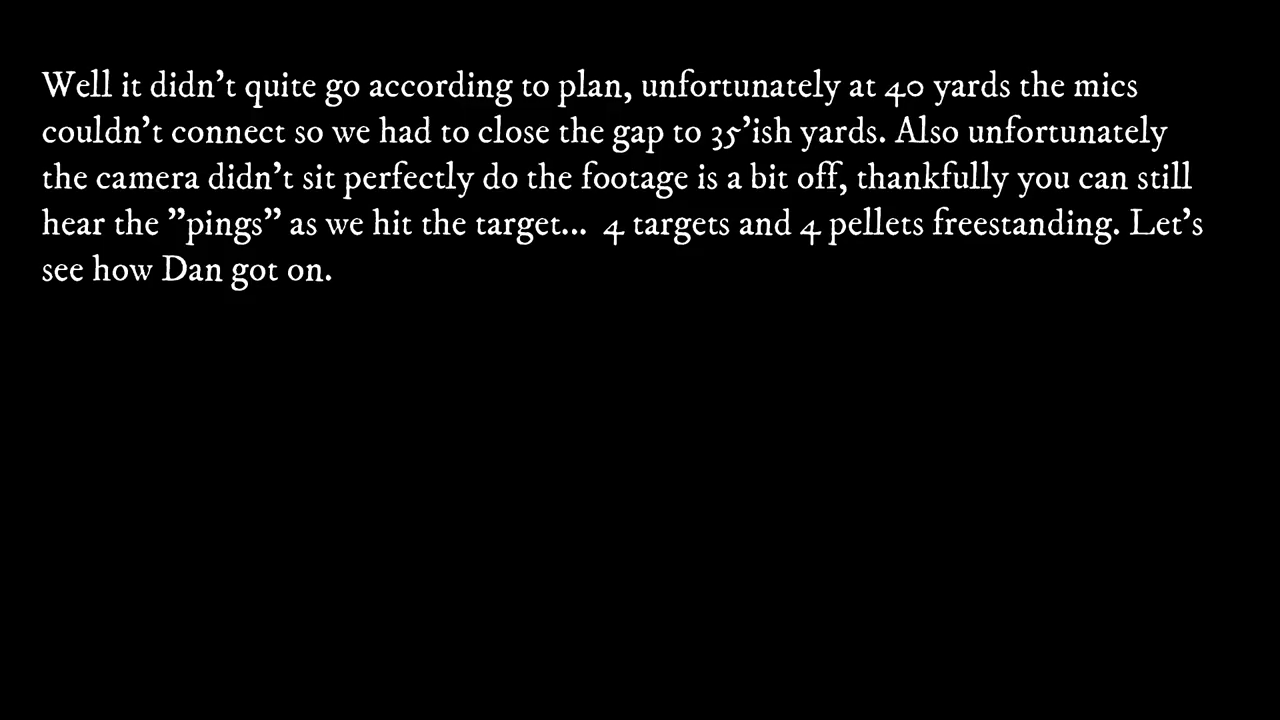 Well it didn't quite go according to plan, unfortunately at 40 yards the mics
couldn't connect so we had to close the gap to 35'ish yards. Also unfortunately
the camera didn't sit perfectly do the footage is a bit off, thankfully you can still
hear the "pings" as we hit the target... 4 targets and 4 pellets freestanding. Let's
see how Dan got on.